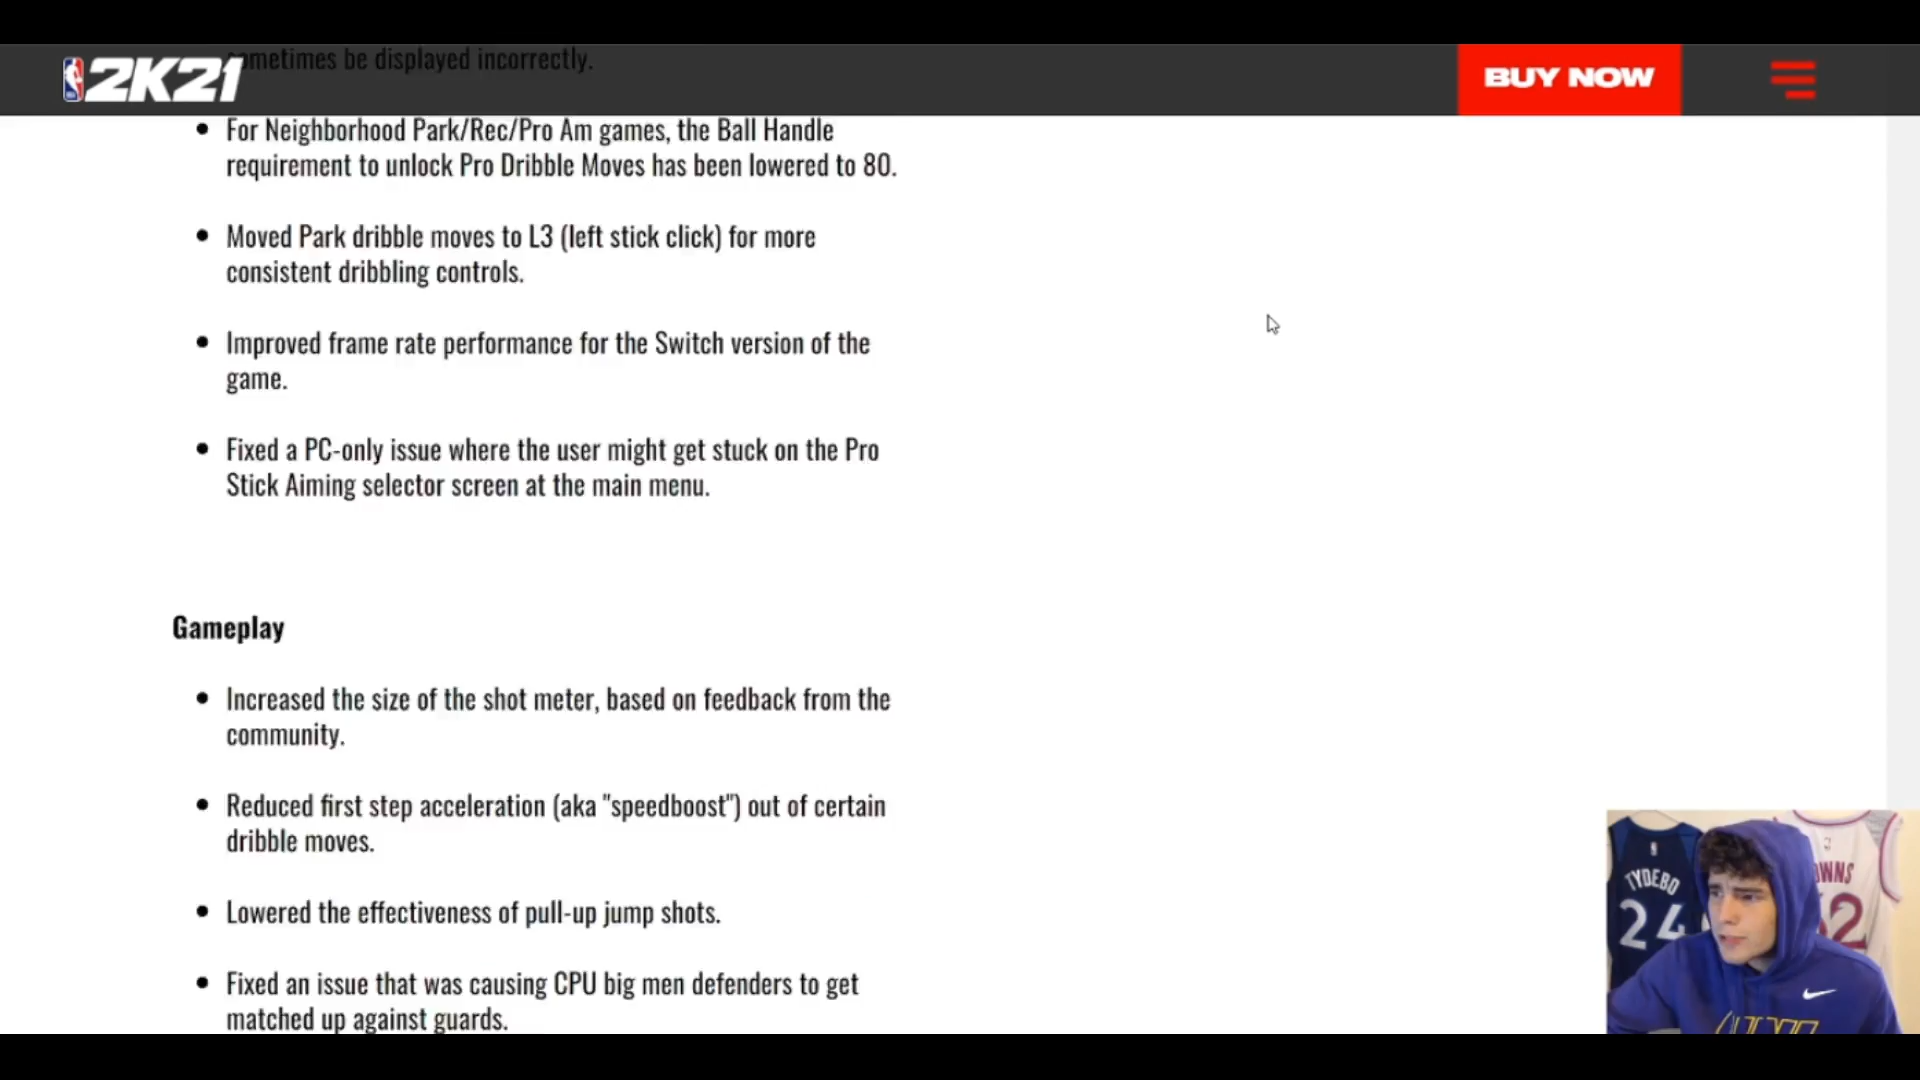 sometimes be displayed incorrectly.
2K21
BUY NOW
For Neighborhood Park/Rec/Pro Am games, the Ball Handle
requirement to unlock Pro Dribble Moves has been lowered to 80.
Moved Park dribble moves to L3 (left stick click) for more
consistent dribbling controls.
Improved frame rate performance for the Switch version of the
game.
Fixed a PC-only issue where the user might get stuck on the Pro
Stick Aiming selector screen at the main menu.
Gameplay
Increased the size of the shot meter, based on feedback from the
community.
Reduced first step acceleration (aka "speedboost") out of certain
dribble moves.
Lowered the effectiveness of pull-up jump shots.
Fixed an issue that was causing CPU big men defenders to get
matched up against guards.
TYDEBO
24
OWNS
2